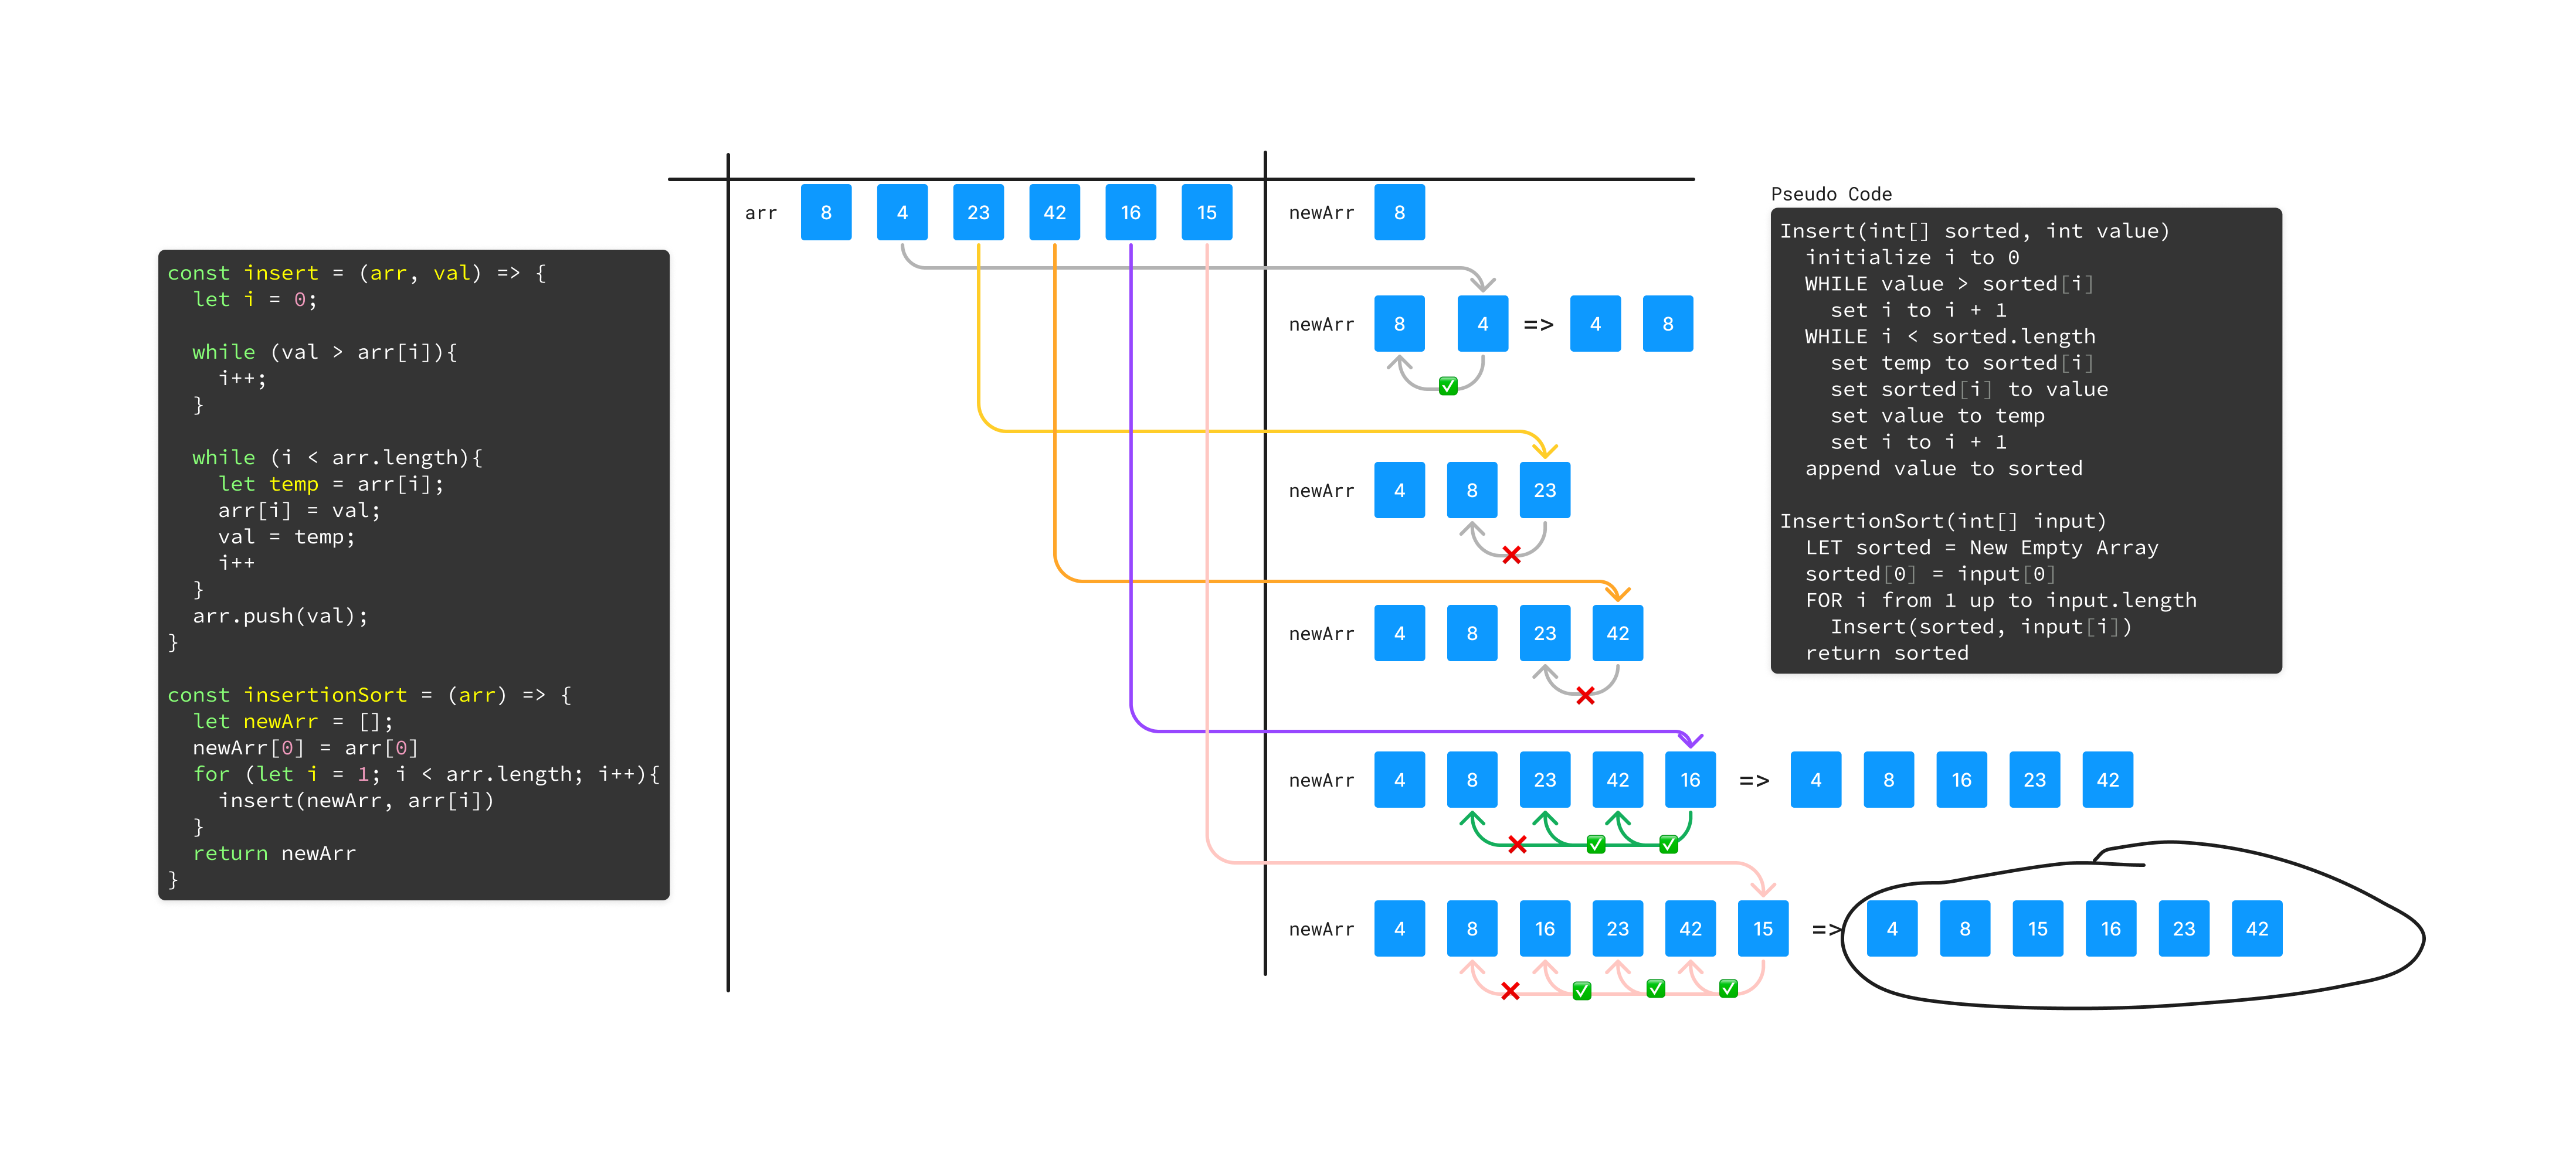 const insert = (arr, val) => {
  let i = 0;

  while (val > arr[i]){
    i++;
  }

  while (i < arr.length){
    let temp = arr[i];
    arr[i] = val;
    val = temp;
    i++
  }
  arr.push(val);
}

const insertionSort = (arr) => {
  let newArr = [];
  newArr[0] = arr[0]
  for (let i = 1; i < arr.length; i++){
    insert(newArr, arr[i])
  }
  return newArr
}
arr 8 4 23 42 16 15
newArr 8
newArr 8 4 => 4 8
newArr 4 8 23
newArr 4 8 23 42
newArr 4 8 23 42 16 => 4 8 16 23 42
newArr 4 8 16 23 42 15 => 4 8 15 16 23 42
Pseudo Code
Insert(int[] sorted, int value)
  initialize i to 0
  WHILE value > sorted[i]
    set i to i + 1
  WHILE i < sorted.length
    set temp to sorted[i]
    set sorted[i] to value
    set value to temp
    set i to i + 1
  append value to sorted

InsertionSort(int[] input)
  LET sorted = New Empty Array
  sorted[0] = input[0]
  FOR i from 1 up to input.length
    Insert(sorted, input[i])
  return sorted